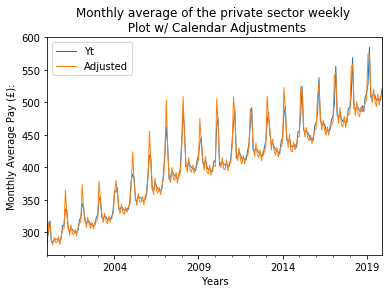 Monthly average of the private sector weekly
Plot w/ Calendar Adjustments
Yt
Adjusted
Monthly Average Pay (£):
600
550
500
450
400
350
300
2004
2009
2014
2019
Years